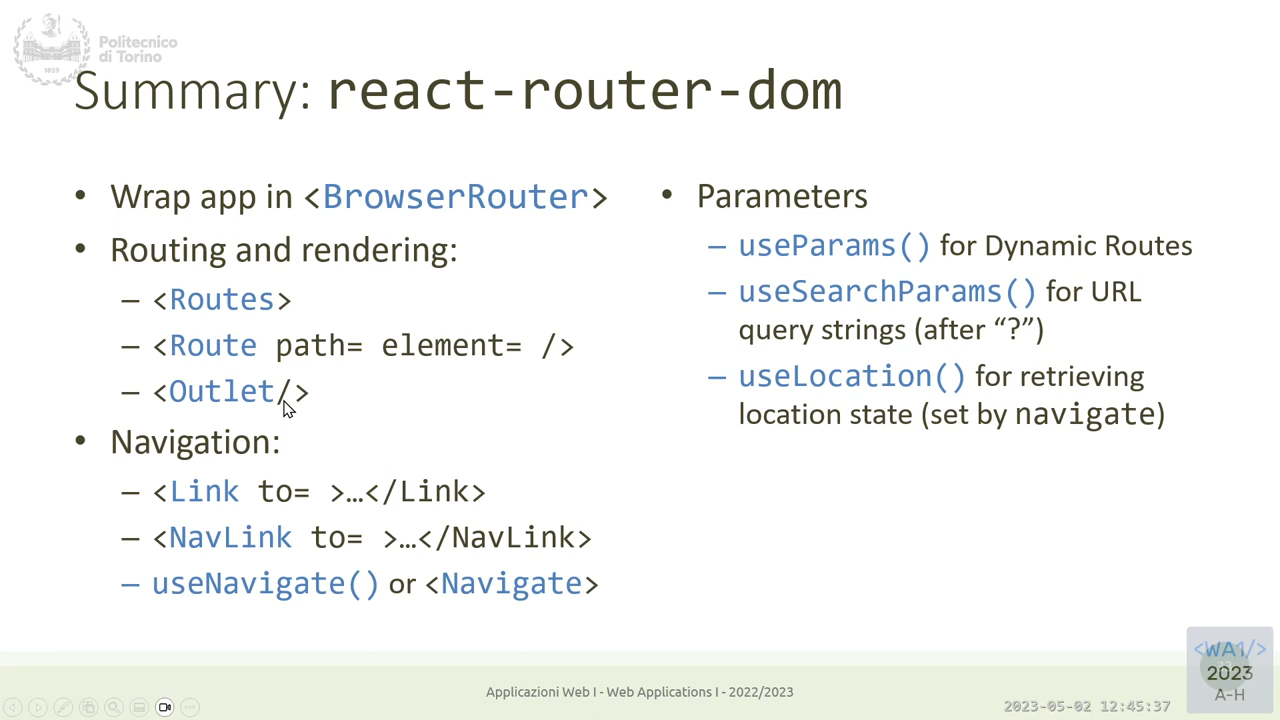 Politecnico
di Torino
1859
Summary: react-router-dom
• Wrap app in <BrowserRouter>
• Routing and rendering:
– <Routes>
– <Route path= element= />
– <Outlet/>
• Navigation:
– <Link to= >…</Link>
– <NavLink to= >…</NavLink>
– useNavigate() or <Navigate>
• Parameters
– useParams() for Dynamic Routes
– useSearchParams() for URL
query strings (after “?”)
– useLocation() for retrieving
location state (set by navigate)
Applicazioni Web I - Web Applications I - 2022/2023
<WA1/>
2023
A-H
2023-05-02 12:45:37